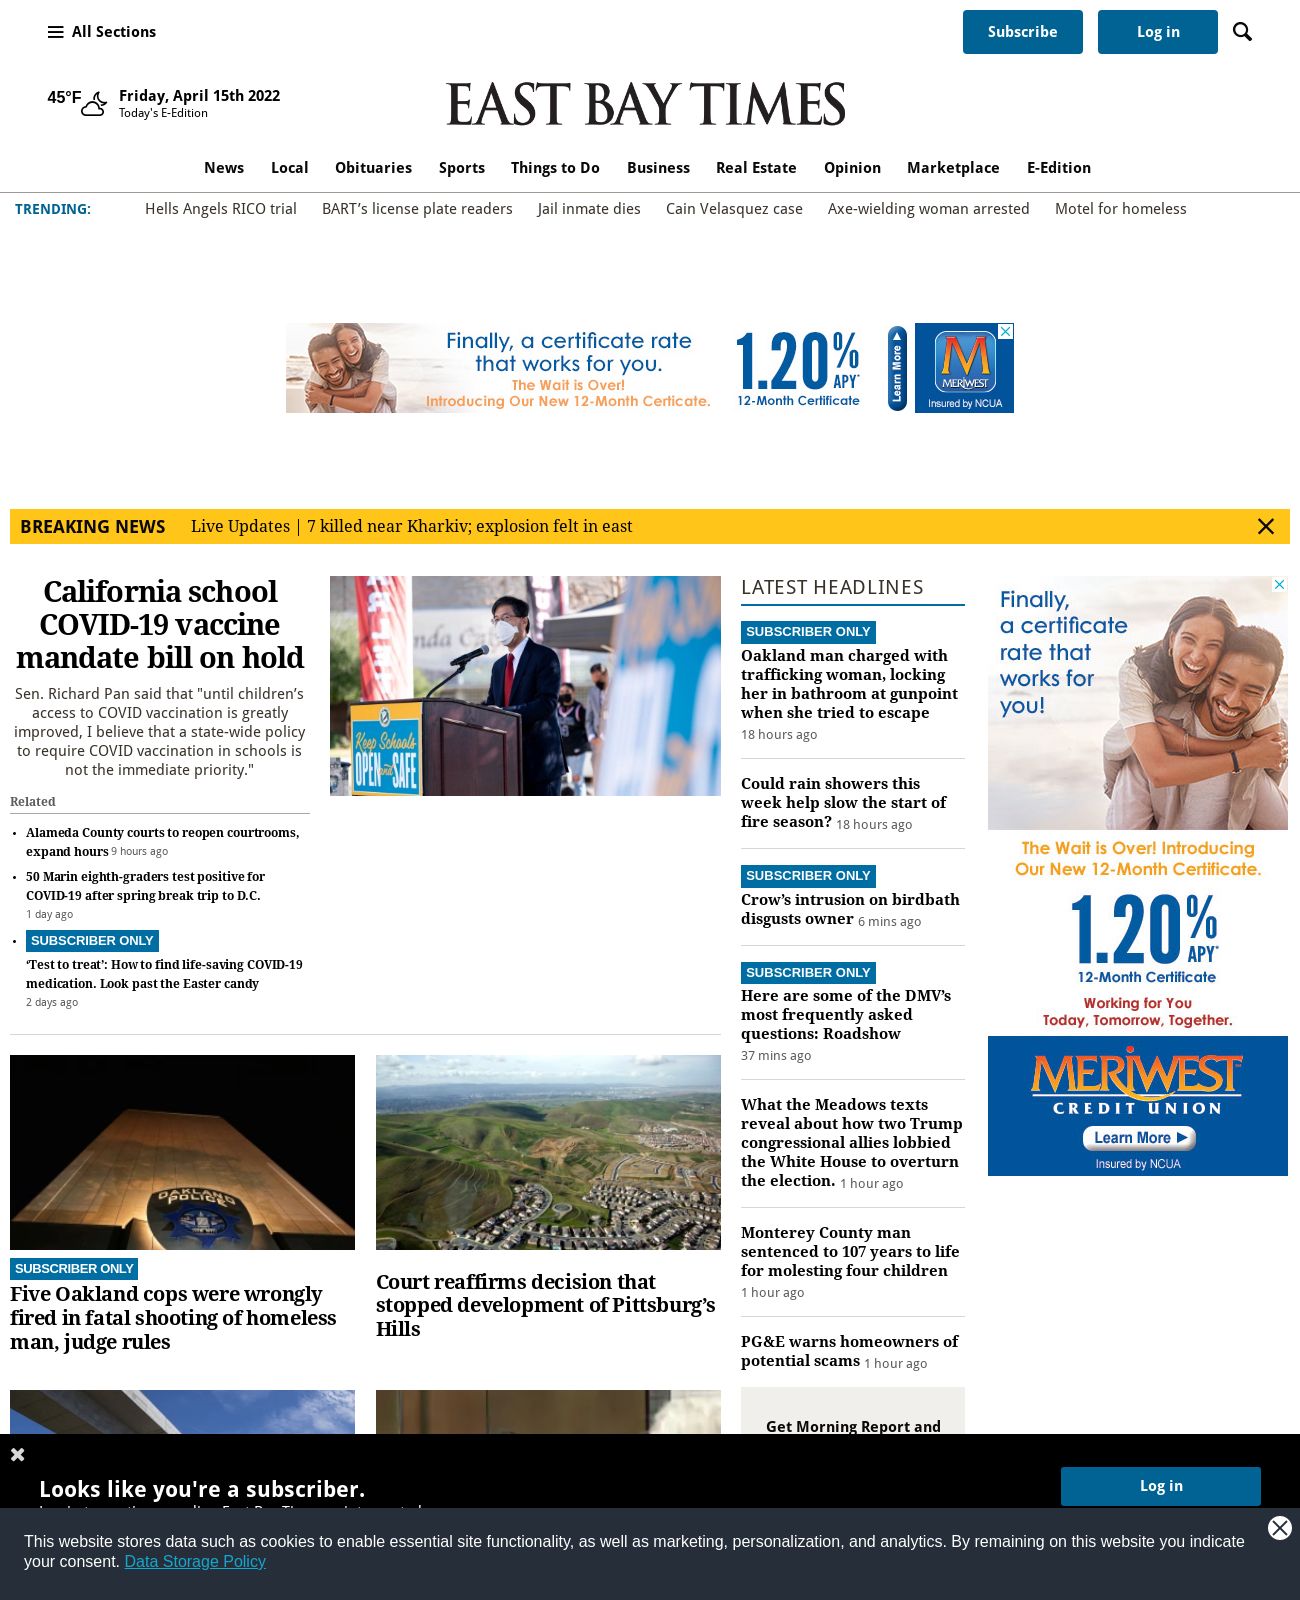 All Sections
Subscribe
Log in
45°F
Friday, April 15th 2022
Today's E-Edition
EAST BAY TIMES
News
Local
Obituaries
Sports
Things to Do
Business
Real Estate
Opinion
Marketplace
E-Edition
TRENDING:
Hells Angels RICO trial
BART’s license plate readers
Jail inmate dies
Cain Velasquez case
Axe-wielding woman arrested
Motel for homeless
Finally, a certificate rate
that works for you.
The Wait is Over!
Introducing Our New 12-Month Certicate.
1.20%
APY*
12-Month Certificate
Learn More
MERIWEST
Insured by NCUA
BREAKING NEWS
Live Updates | 7 killed near Kharkiv; explosion felt in east
California school
COVID-19 vaccine
mandate bill on hold
Sen. Richard Pan said that "until children’s
access to COVID vaccination is greatly
improved, I believe that a state-wide policy
to require COVID vaccination in schools is
not the immediate priority."
Related
• Alameda County courts to reopen courtrooms,
expand hours 9 hours ago
• 50 Marin eighth-graders test positive for
COVID-19 after spring break trip to D.C.
1 day ago
• SUBSCRIBER ONLY
‘Test to treat’: How to find life-saving COVID-19
medication. Look past the Easter candy
2 days ago
Keep Schools
OPEN and SAFE
OAKLAND
POLICE
SUBSCRIBER ONLY
Five Oakland cops were wrongly
fired in fatal shooting of homeless
man, judge rules
Court reaffirms decision that
stopped development of Pittsburg’s
Hills
LATEST HEADLINES
SUBSCRIBER ONLY
Oakland man charged with
trafficking woman, locking
her in bathroom at gunpoint
when she tried to escape
18 hours ago
Could rain showers this
week help slow the start of
fire season? 18 hours ago
SUBSCRIBER ONLY
Crow’s intrusion on birdbath
disgusts owner 6 mins ago
SUBSCRIBER ONLY
Here are some of the DMV’s
most frequently asked
questions: Roadshow
37 mins ago
What the Meadows texts
reveal about how two Trump
congressional allies lobbied
the White House to overturn
the election. 1 hour ago
Monterey County man
sentenced to 107 years to life
for molesting four children
1 hour ago
PG&E warns homeowners of
potential scams 1 hour ago
Get Morning Report and
Finally,
a certificate
rate that
works for
you!
The Wait is Over! Introducing
Our New 12-Month Certificate.
1.20%
APY*
12-Month Certificate
Working for You
Today, Tomorrow, Together.
MERIWEST
CREDIT UNION
Learn More
Insured by NCUA
Looks like you're a subscriber.
Log in
This website stores data such as cookies to enable essential site functionality, as well as marketing, personalization, and analytics. By remaining on this website you indicate
your consent. Data Storage Policy